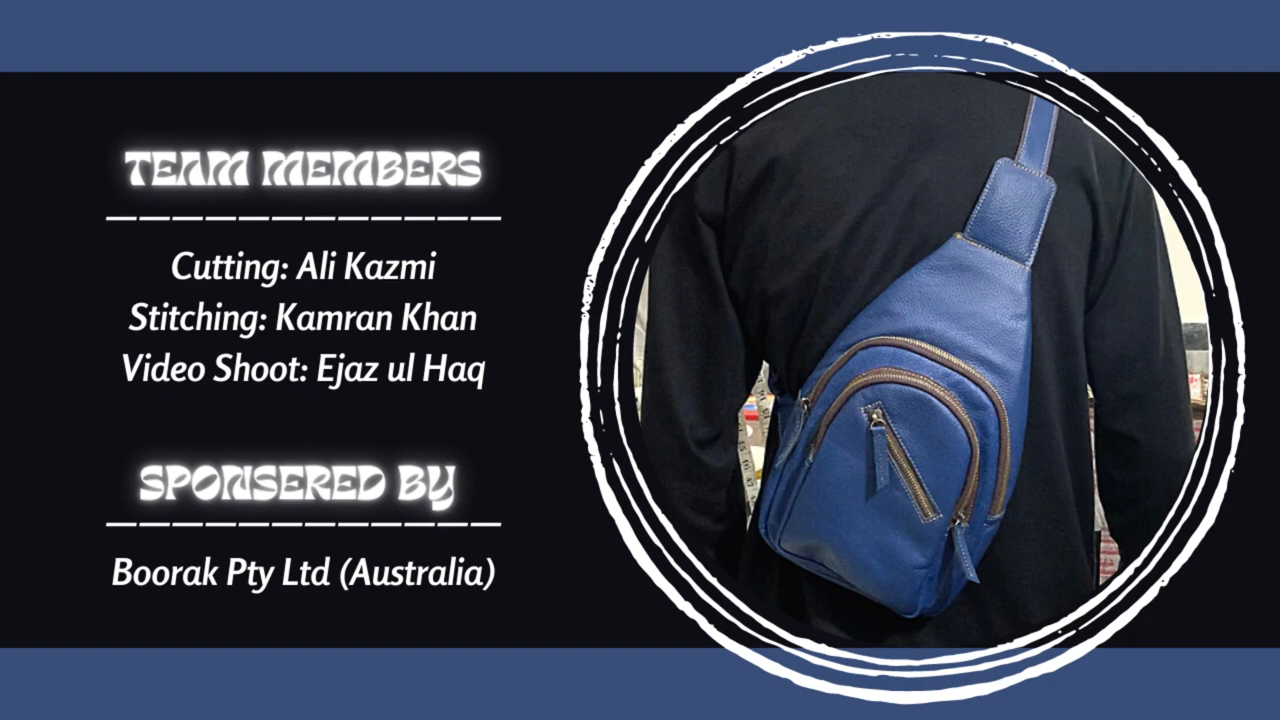 TEAM MEMBERS
Cutting: Ali Kazmi
Stitching: Kamran Khan
Video Shoot: Ejaz ul Haq
SPONSERED BY
Boorak Pty Ltd (Australia)